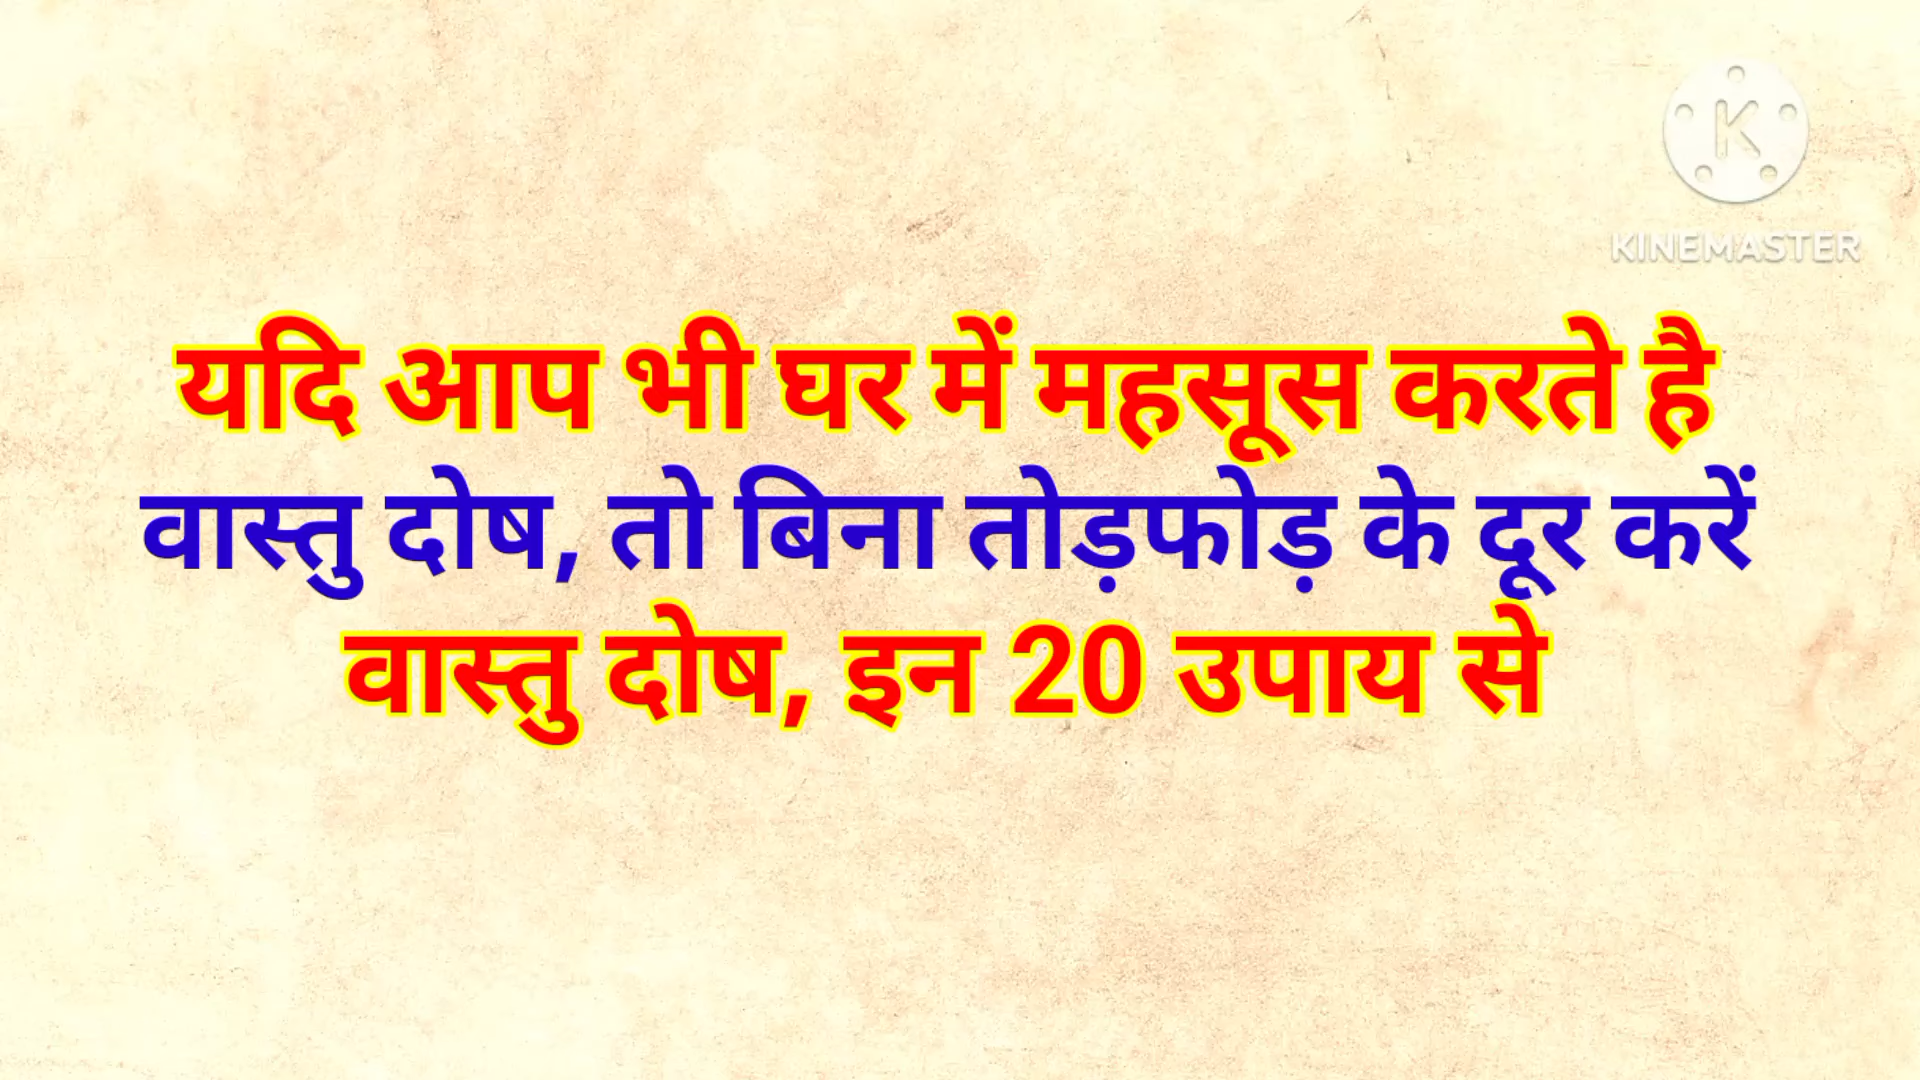 KINEMASTER
यदि आप भी घर में महसूस करते है
वास्तु दोष, तो बिना तोड़फोड़ के दूर करें
वास्तु दोष, इन 20 उपाय से